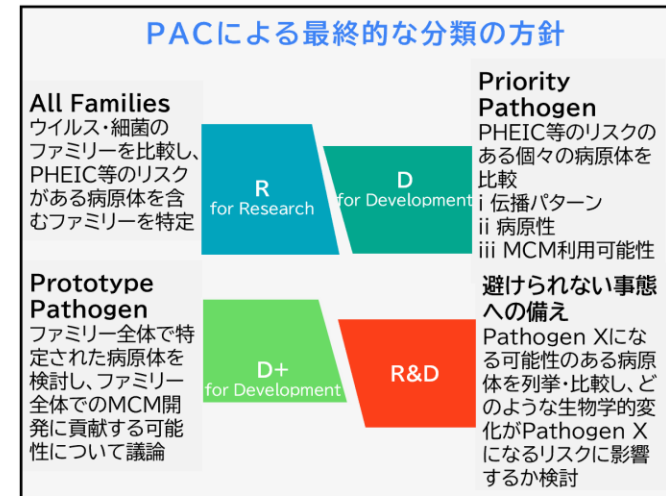 PACによる最終的な分類の方針
All Families
ウイルス・細菌の
ファミリーを比較し、
PHEIC等のリスク
がある病原体を含
むファミリーを特定
R
for Research
D
for Development
Priority
Pathogen
PHEIC等のリスクの
ある個々の病原体を
比較
i 伝播パターン
ii 病原性
iii MCM利用可能性
Prototype
Pathogen
ファミリー全体で特
定された病原体を
検討し、ファミリー
全体でのMCM開
発に貢献する可能
性について議論
D+
for Development
R&D
避けられない事態
への備え
Pathogen Xにな
る可能性のある病原
体を列挙・比較し、ど
のような生物学的変
化がPathogen X
になるリスクに影響
するか検討